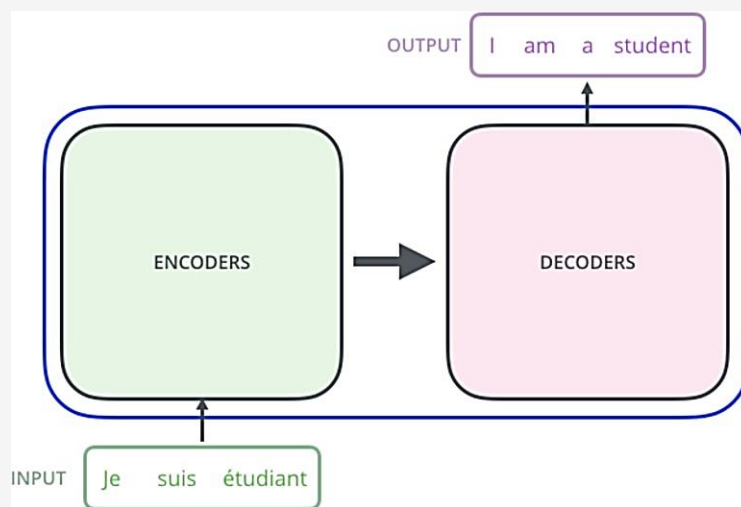 OUTPUT I am a student
ENCODERS
DECODERS
INPUT Je suis étudiant